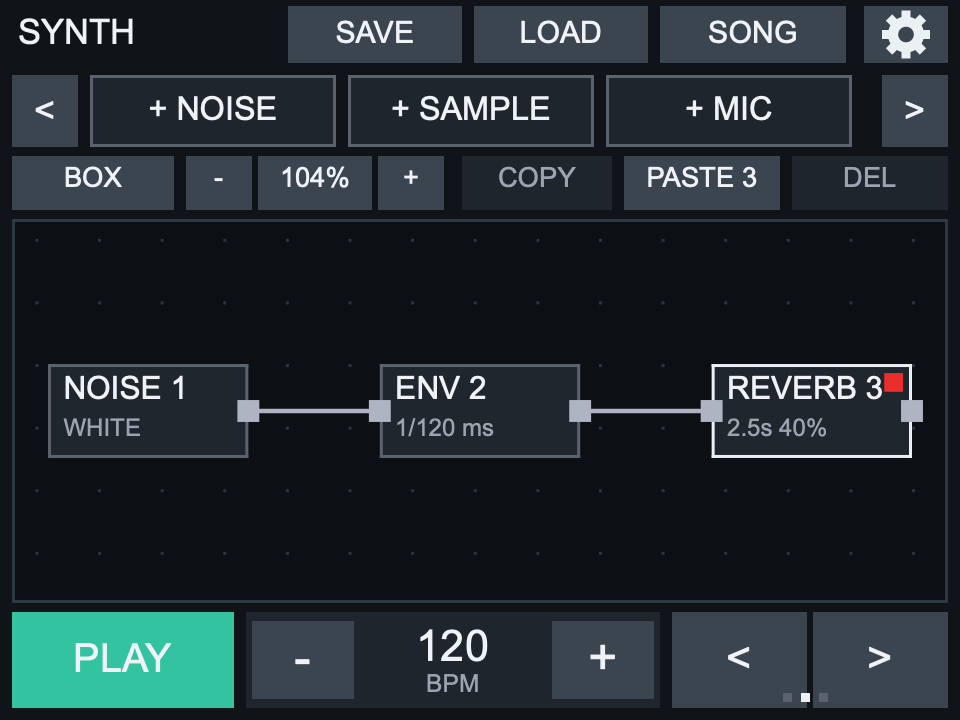 SYNTH
SAVE
LOAD
SONG
<
+ NOISE
+ SAMPLE
+ MIC
>
BOX
-
104%
+
COPY
PASTE 3
DEL
NOISE 1
WHITE
ENV 2
1/120 ms
REVERB 3
2.5s 40%
PLAY
-
120
BPM
+
<
>